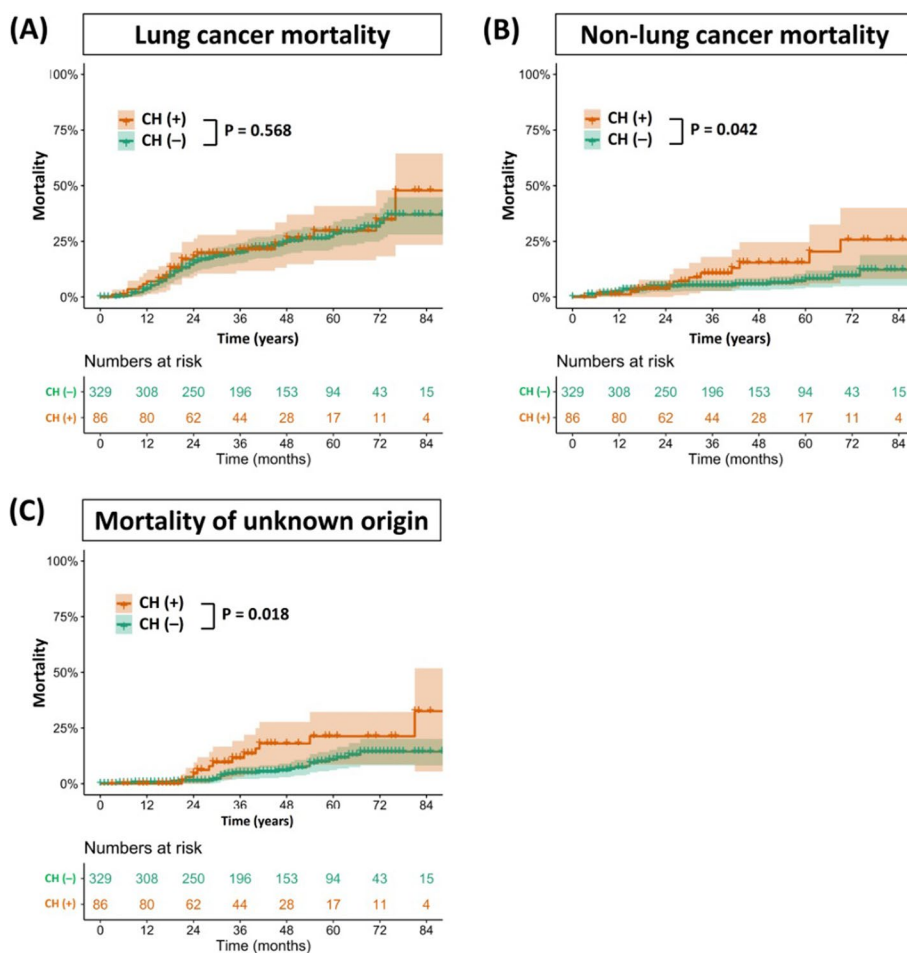 (A)
Lung cancer mortality
100%
75%
50%
25%
0%
Mortality
CH (+)
CH (–)
P = 0.568
0 12 24 36 48 60 72 84
Time (years)
Numbers at risk
CH (–) 329 308 250 196 153 94 43 15
CH (+) 86 80 62 44 28 17 11 4
0 12 24 36 48 60 72 84
Time (months)
(B)
Non-lung cancer mortality
100%
75%
50%
25%
0%
Mortality
CH (+)
CH (–)
P = 0.042
0 12 24 36 48 60 72 84
Time (years)
Numbers at risk
CH (–) 329 308 250 196 153 94 43 15
CH (+) 86 80 62 44 28 17 11 4
0 12 24 36 48 60 72 84
Time (months)
(C)
Mortality of unknown origin
100%
75%
50%
25%
0%
Mortality
CH (+)
CH (–)
P = 0.018
0 12 24 36 48 60 72 84
Time (years)
Numbers at risk
CH (–) 329 308 250 196 153 94 43 15
CH (+) 86 80 62 44 28 17 11 4
0 12 24 36 48 60 72 84
Time (months)